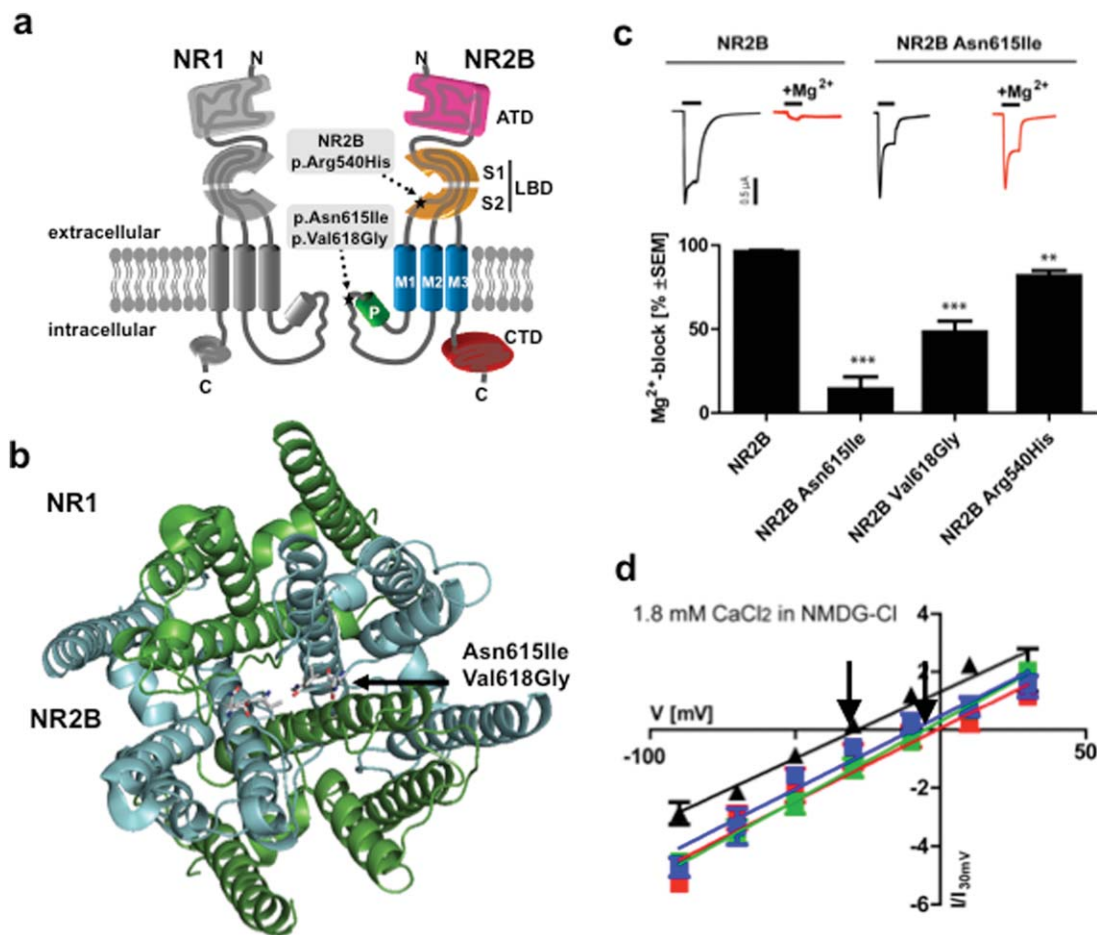 a
NR1
N
N
NR2B
ATD
NR2B
p.Arg540His
S1
LBD
S2
p.Asn615Ile
p.Val618Gly
extracellular
M1
M2
M3
intracellular
P
CTD
C
C
b
NR1
Asn615Ile
Val618Gly
NR2B
c
NR2B
NR2B Asn615Ile
+Mg²⁺
+Mg²⁺
0.5 µA
Mg²⁺-block [% ±SEM]
100
50
0
***
***
**
NR2B
NR2B Asn615Ile
NR2B Val618Gly
NR2B Arg540His
d
1.8 mM CaCl2 in NMDG-Cl
4
2
V [mV]
-100
50
-2
-4
-6
I/I30mV